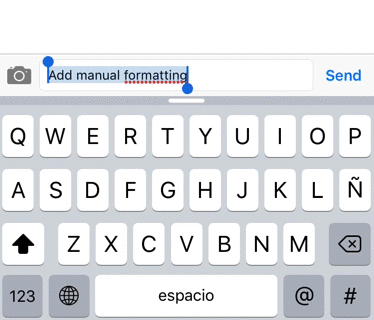 Add manual formatting Send
Q W E R T Y U I O P
A S D F G H J K L Ñ
Z X C V B N M
123 espacio @ #